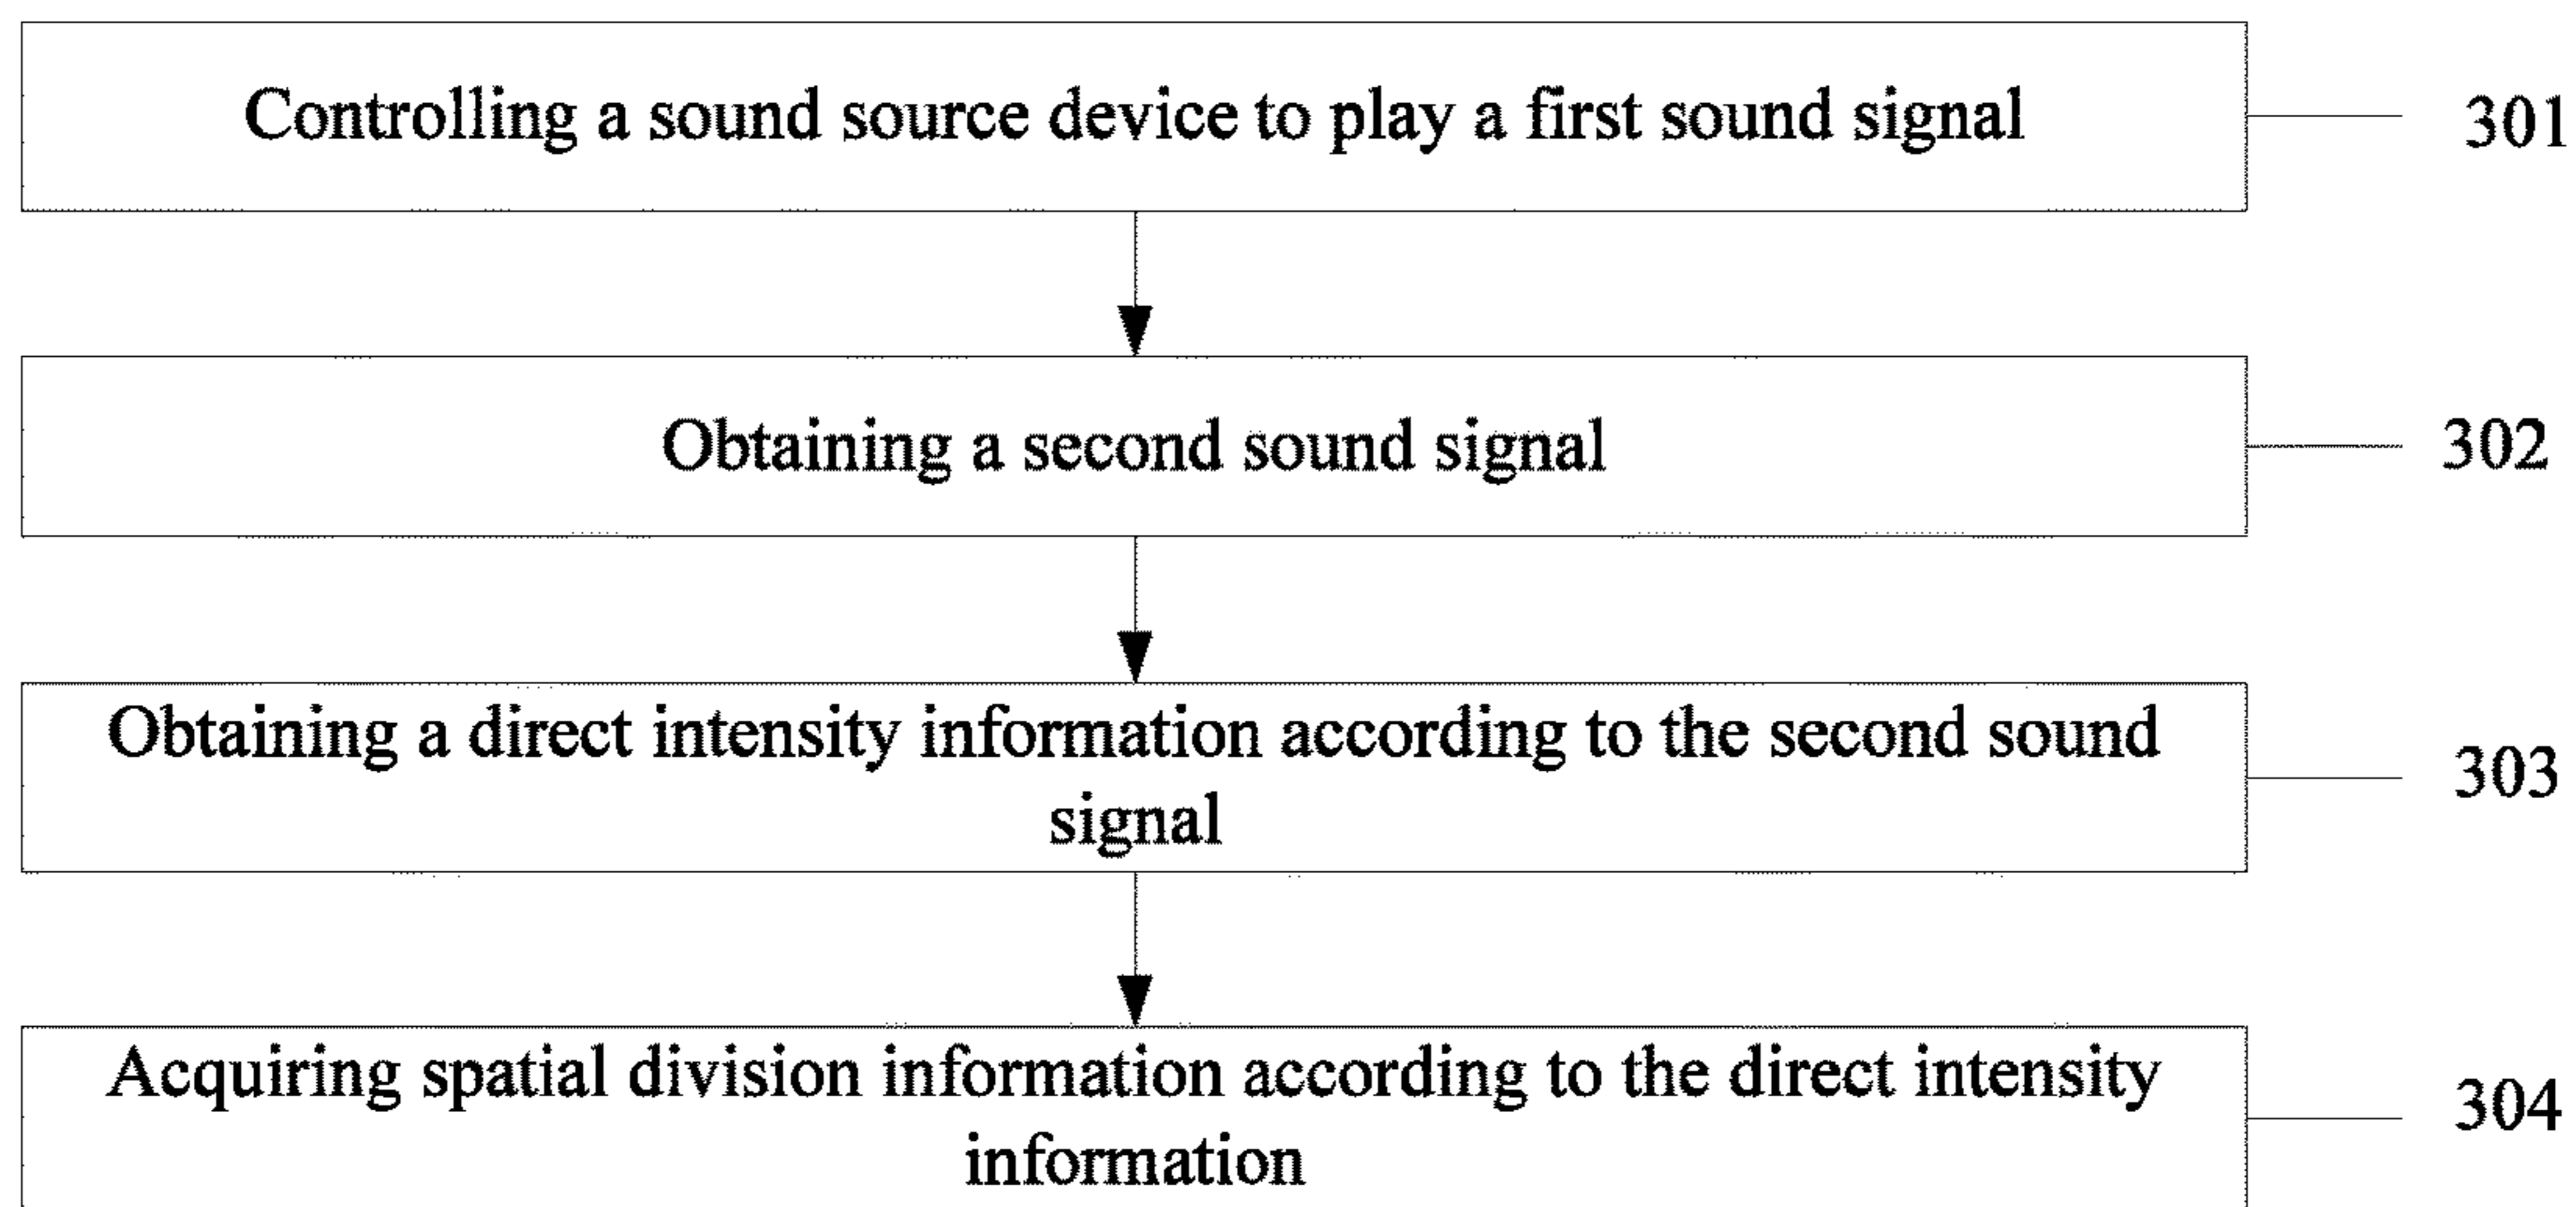 Controlling a sound source device to play a first sound signal
301
Obtaining a second sound signal
302
Obtaining a direct intensity information according to the second sound
signal
303
Acquiring spatial division information according to the direct intensity
information
304